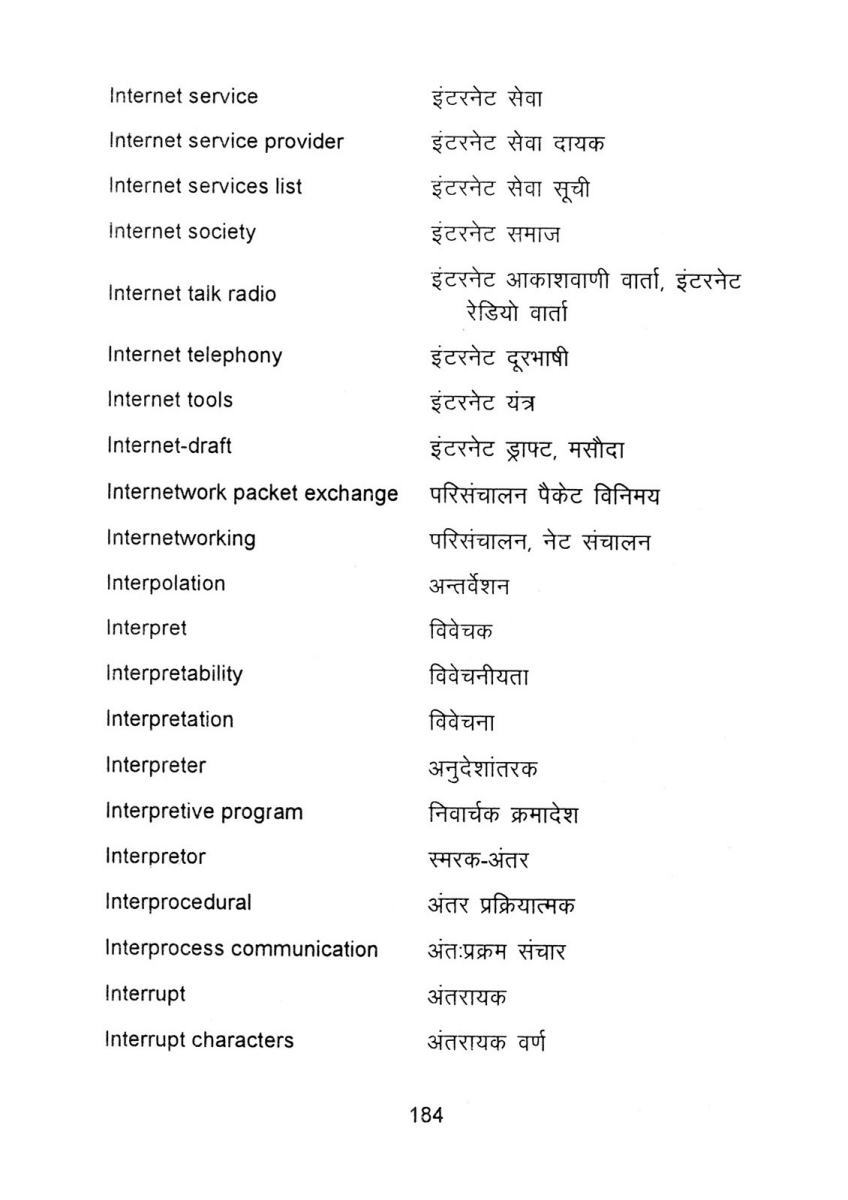 Internet service इंटरनेट सेवा
Internet service provider इंटरनेट सेवा दायक
Internet services list इंटरनेट सेवा सूची
Internet society इंटरनेट समाज
Internet talk radio इंटरनेट आकाशवाणी वार्ता, इंटरनेट
रेडियो वार्ता
Internet telephony इंटरनेट दूरभाषी
Internet tools इंटरनेट यंत्र
Internet-draft इंटरनेट ड्राफ्ट, मसौदा
Internetwork packet exchange परिसंचालन पैकेट विनिमय
Internetworking परिसंचालन, नेट संचालन
Interpolation अन्तर्वेशन
Interpret विवेचक
Interpretability विवेचनीयता
Interpretation विवेचना
Interpreter अनुदेशांतरक
Interpretive program निवार्चक क्रमादेश
Interpretor स्मरक-अंतर
Interprocedural अंतर प्रक्रियात्मक
Interprocess communication अंतःप्रक्रम संचार
Interrupt अंतरायक
Interrupt characters अंतरायक वर्ण
184